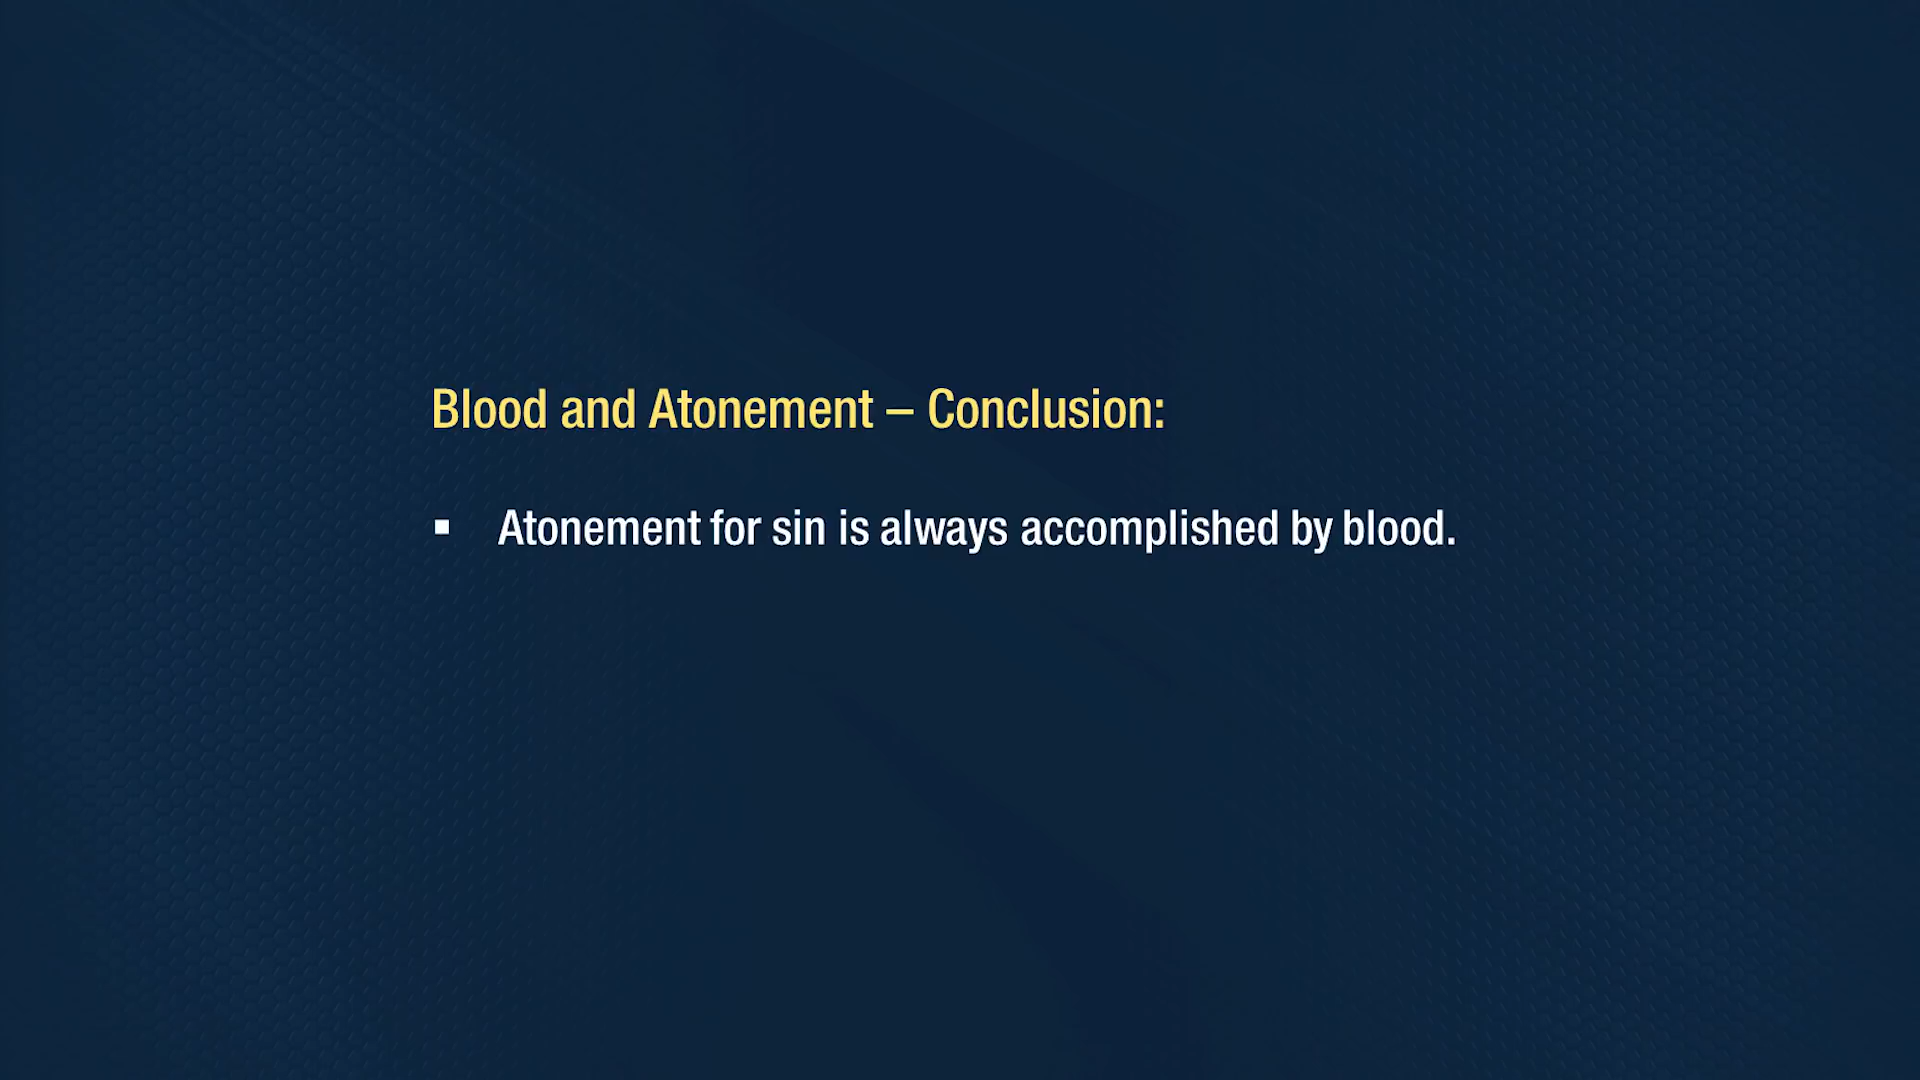 Blood and Atonement – Conclusion:
▪ Atonement for sin is always accomplished by blood.